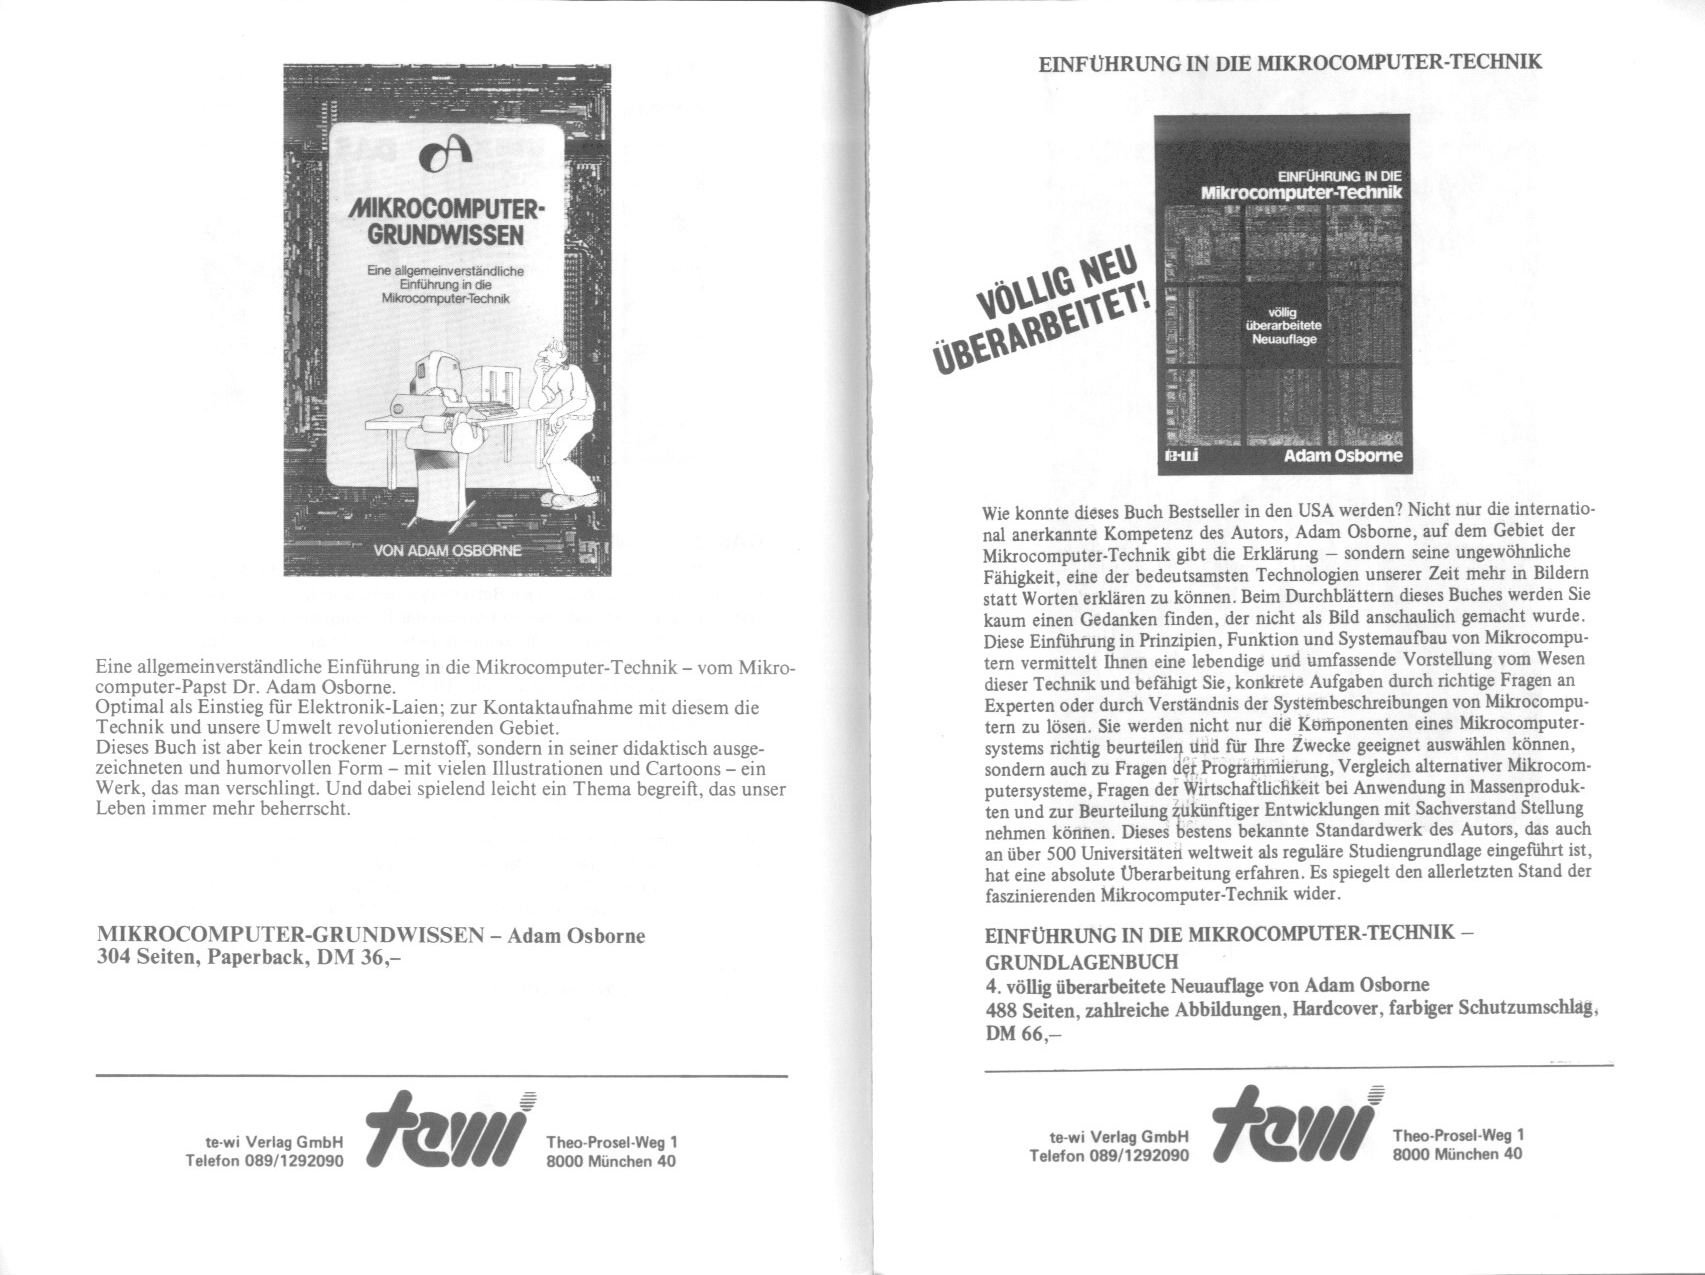 MIKROCOMPUTER-
GRUNDWISSEN
Eine allgemeinverständliche
Einführung in die
Mikrocomputer-Technik
VON ADAM OSBORNE
Eine allgemeinverständliche Einführung in die Mikrocomputer-Technik – vom Mikro-
computer-Papst Dr. Adam Osborne.
Optimal als Einstieg für Elektronik-Laien; zur Kontaktaufnahme mit diesem die
Technik und unsere Umwelt revolutionierenden Gebiet.
Dieses Buch ist aber kein trockener Lernstoff, sondern in seiner didaktisch ausge-
zeichneten und humorvollen Form – mit vielen Illustrationen und Cartoons – ein
Werk, das man verschlingt. Und dabei spielend leicht ein Thema begreift, das unser
Leben immer mehr beherrscht.
MIKROCOMPUTER-GRUNDWISSEN – Adam Osborne
304 Seiten, Paperback, DM 36,–
te-wi Verlag GmbH
Telefon 089/1292090
tewi
Theo-Prosel-Weg 1
8000 München 40
EINFÜHRUNG IN DIE MIKROCOMPUTER-TECHNIK
EINFÜHRUNG IN DIE
Mikrocomputer-Technik
VÖLLIG NEU
ÜBERARBEITET!
völlig
überarbeitete
Neuauflage
te-wi
Adam Osborne
Wie konnte dieses Buch Bestseller in den USA werden? Nicht nur die internatio-
nal anerkannte Kompetenz des Autors, Adam Osborne, auf dem Gebiet der
Mikrocomputer-Technik gibt die Erklärung – sondern seine ungewöhnliche
Fähigkeit, eine der bedeutsamsten Technologien unserer Zeit mehr in Bildern
statt Worten erklären zu können. Beim Durchblättern dieses Buches werden Sie
kaum einen Gedanken finden, der nicht als Bild anschaulich gemacht wurde.
Diese Einführung in Prinzipien, Funktion und Systemaufbau von Mikrocompu-
tern vermittelt Ihnen eine lebendige und umfassende Vorstellung vom Wesen
dieser Technik und befähigt Sie, konkrete Aufgaben durch richtige Fragen an
Experten oder durch Verständnis der Systembeschreibungen von Mikrocompu-
tern zu lösen. Sie werden nicht nur die Komponenten eines Mikrocomputer-
systems richtig beurteilen und für Ihre Zwecke geeignet auswählen können,
sondern auch zu Fragen der Programmierung, Vergleich alternativer Mikrocom-
putersysteme, Fragen der Wirtschaftlichkeit bei Anwendung in Massenproduk-
ten und zur Beurteilung zukünftiger Entwicklungen mit Sachverstand Stellung
nehmen können. Dieses bestens bekannte Standardwerk des Autors, das auch
an über 500 Universitäten weltweit als reguläre Studiengrundlage eingeführt ist,
hat eine absolute Überarbeitung erfahren. Es spiegelt den allerletzten Stand der
faszinierenden Mikrocomputer-Technik wider.
EINFÜHRUNG IN DIE MIKROCOMPUTER-TECHNIK –
GRUNDLAGENBUCH
4. völlig überarbeitete Neuauflage von Adam Osborne
488 Seiten, zahlreiche Abbildungen, Hardcover, farbiger Schutzumschlag,
DM 66,–
te-wi Verlag GmbH
Telefon 089/1292090
tewi
Theo-Prosel-Weg 1
8000 München 40